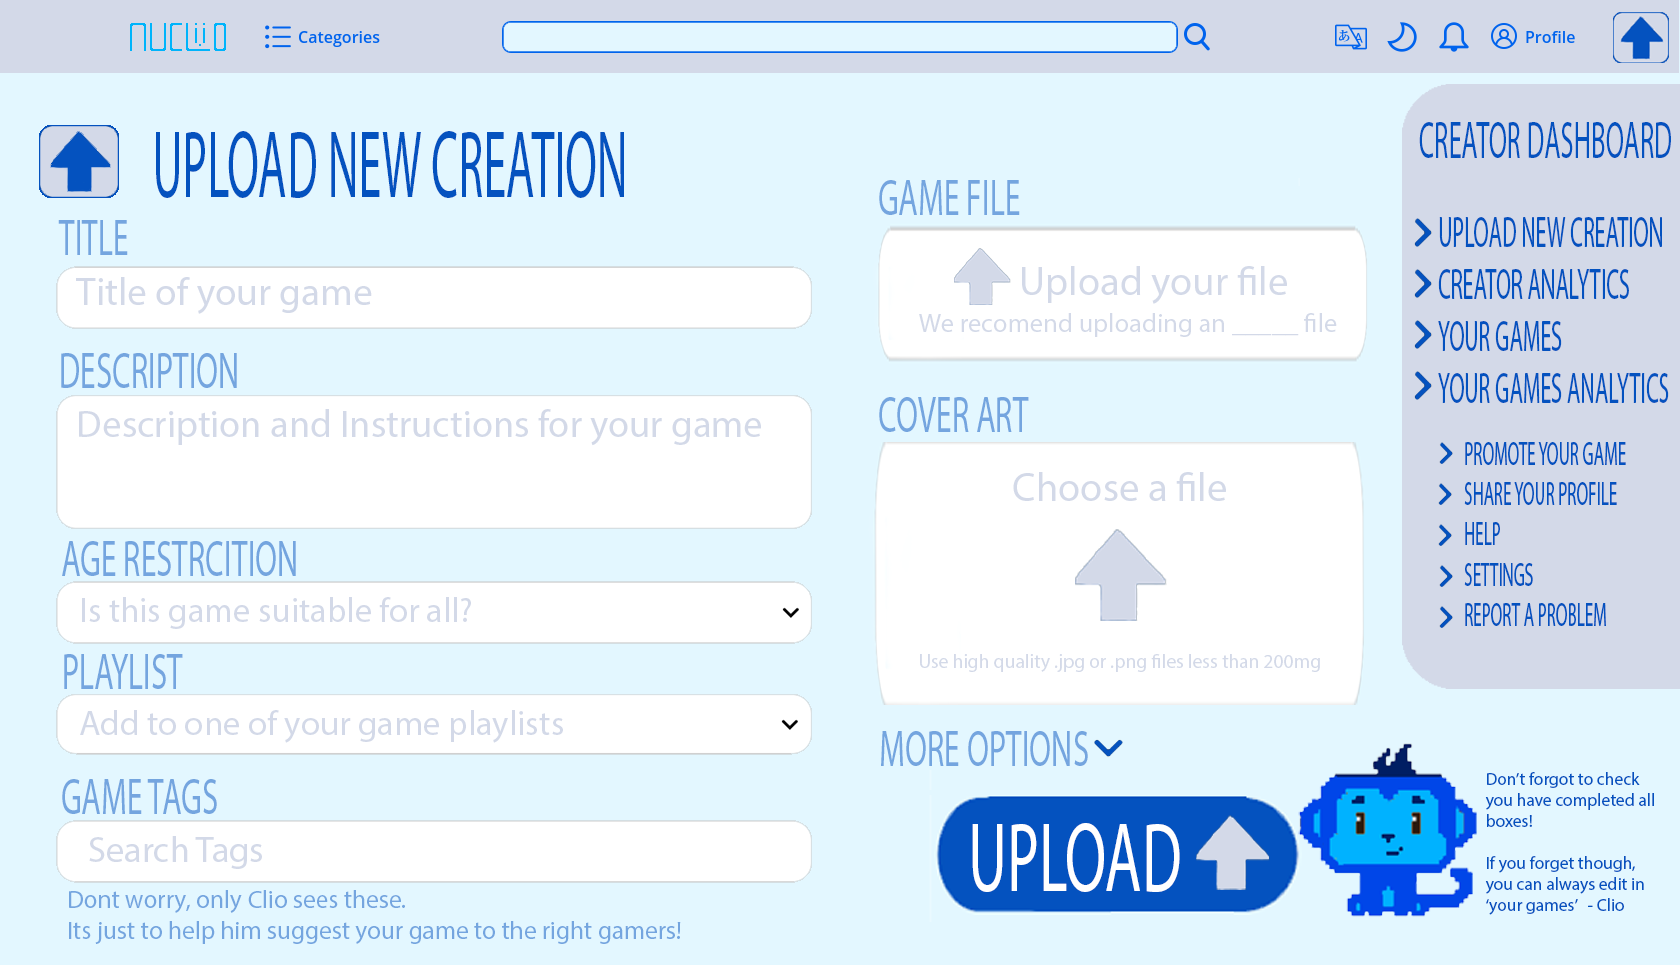 NUCLIIO
Categories
Profile
UPLOAD NEW CREATION
TITLE
Title of your game
DESCRIPTION
Description and Instructions for your game
AGE RESTRCITION
Is this game suitable for all?
PLAYLIST
Add to one of your game playlists
GAME TAGS
Search Tags
Dont worry, only Clio sees these.
Its just to help him suggest your game to the right gamers!
GAME FILE
Upload your file
We recomend uploading an _____ file
COVER ART
Choose a file
Use high quality .jpg or .png files less than 200mg
MORE OPTIONS
UPLOAD
Don't forgot to check
you have completed all
boxes!
If you forget though,
you can always edit in
‘your games’ - Clio
CREATOR DASHBOARD
UPLOAD NEW CREATION
CREATOR ANALYTICS
YOUR GAMES
YOUR GAMES ANALYTICS
PROMOTE YOUR GAME
SHARE YOUR PROFILE
HELP
SETTINGS
REPORT A PROBLEM